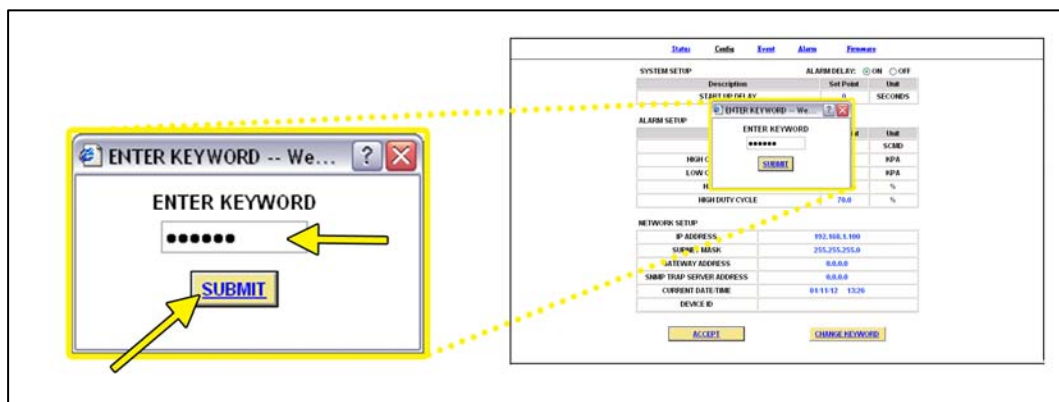 ENTER KEYWORD -- We...
ENTER KEYWORD
●●●●●●
SUBMIT
Status Config Event Alarm Firmware
SYSTEM SETUP ALARM DELAY: ON OFF
Description Set Point Unit
START UP DELAY 0 SECONDS
ENTER KEYWORD -- We...
ALARM SETUP
ENTER KEYWORD
Unit
●●●●●●
SCMD
HIGH C KPA
SUBMIT
LOW C KPA
H %
HIGH DUTY CYCLE 70.0 %
NETWORK SETUP
IP ADDRESS 192.168.1.100
SUBNET MASK 255.255.255.0
GATEWAY ADDRESS 0.0.0.0
SNMP TRAP SERVER ADDRESS 0.0.0.0
CURRENT DATE/TIME 01/11/12 13:26
DEVICE ID
ACCEPT CHANGE KEYWORD